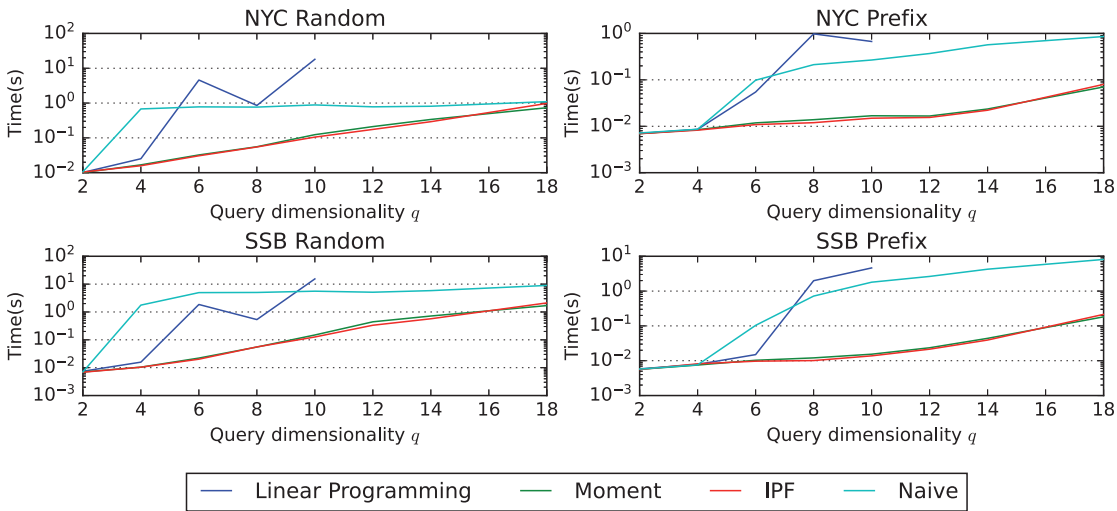 NYC Random
10^2
10^1
10^0
10^-1
10^-2
Time(s)
2 4 6 8 10 12 14 16 18
Query dimensionality q
NYC Prefix
10^0
10^-1
10^-2
10^-3
Time(s)
2 4 6 8 10 12 14 16 18
Query dimensionality q
SSB Random
10^2
10^1
10^0
10^-1
10^-2
10^-3
Time(s)
2 4 6 8 10 12 14 16 18
Query dimensionality q
SSB Prefix
10^1
10^0
10^-1
10^-2
10^-3
Time(s)
2 4 6 8 10 12 14 16 18
Query dimensionality q
Linear Programming Moment IPF Naive